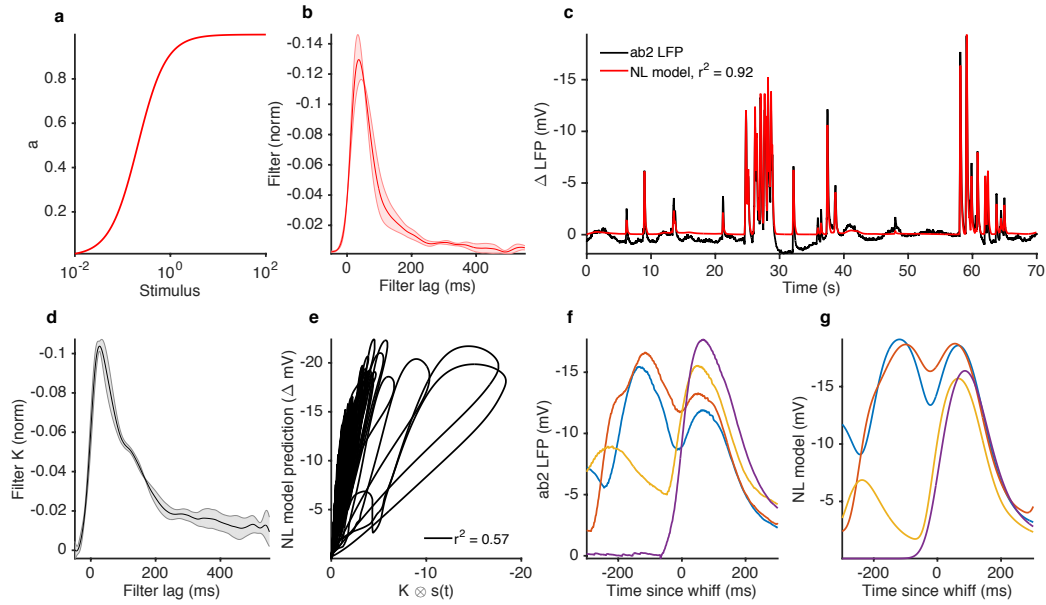 a
0.8
0.6
0.4
0.2
a
10⁻² 10⁰ 10²
Stimulus
b
-0.14
-0.12
-0.1
-0.08
-0.06
-0.04
-0.02
Filter (norm)
0 200 400
Filter lag (ms)
c
ab2 LFP
NL model, r² = 0.92
-15
-10
-5
0
Δ LFP (mV)
0 10 20 30 40 50 60 70
Time (s)
d
-0.1
-0.08
-0.06
-0.04
-0.02
0
Filter K (norm)
0 200 400
Filter lag (ms)
e
-20
-15
-10
-5
NL model prediction (Δ mV)
r² = 0.57
0 -10 -20
K ⊗ s(t)
f
-15
-10
-5
0
ab2 LFP (mV)
-200 0 200
Time since whiff (ms)
g
-15
-10
-5
NL model (mV)
-200 0 200
Time since whiff (ms)